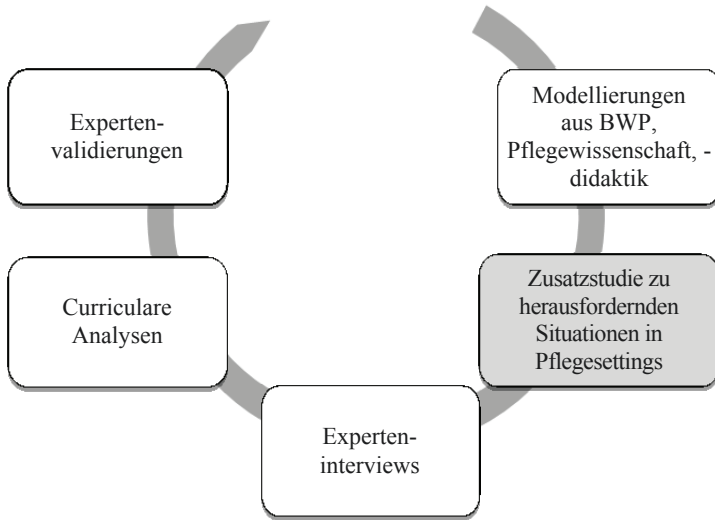 Modellierungen
aus BWP,
Pflegewissenschaft, -
didaktik
Zusatzstudie zu
herausfordernden
Situationen in
Pflegesettings
Experten-
interviews
Curriculare
Analysen
Experten-
validierungen